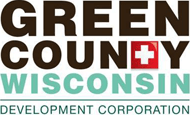 GREEN
COUNTY
WISCONSIN
DEVELOPMENT CORPORATION